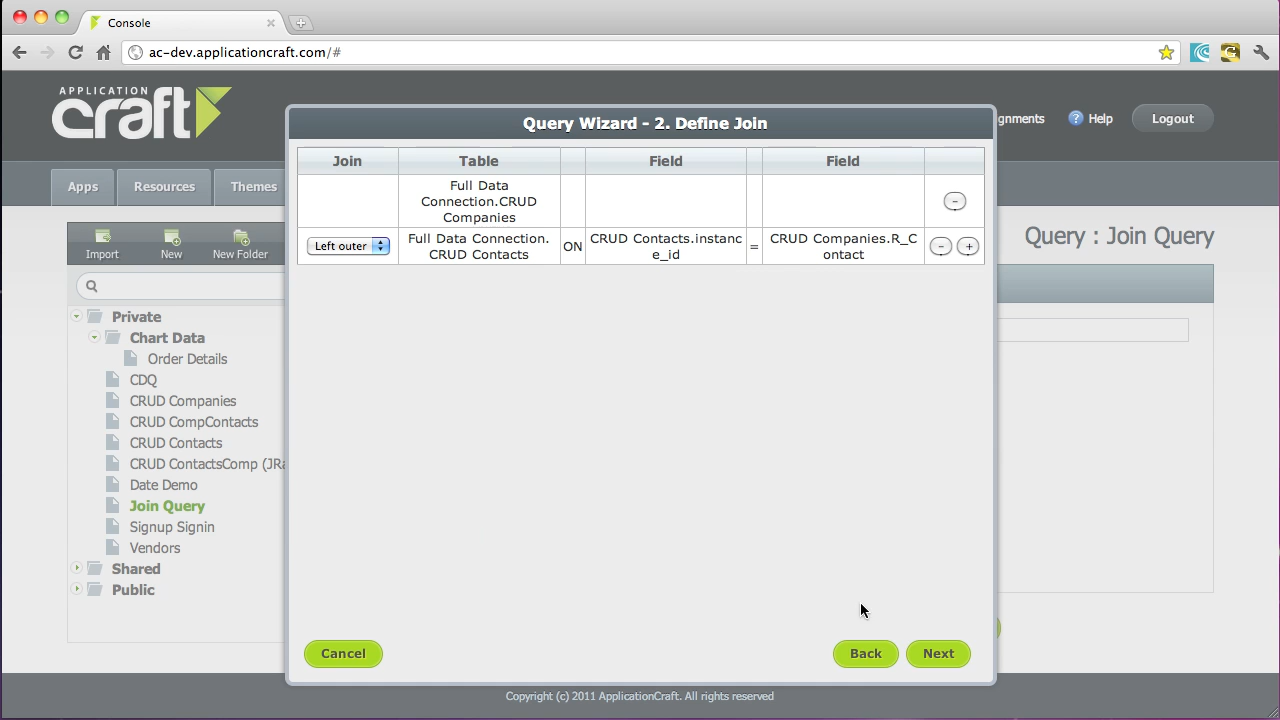 Console
ac-dev.applicationcraft.com/#
APPLICATION
craft
gnments
Help
Logout
Apps
Resources
Themes
Import
New
New Folder
Private
Chart Data
Order Details
CDQ
CRUD Companies
CRUD CompContacts
CRUD Contacts
CRUD ContactsComp (JRa
Date Demo
Join Query
Signup Signin
Vendors
Shared
Public
Query : Join Query
Query Wizard - 2. Define Join
Join Table Field Field
Full Data
Connection.CRUD
Companies
-
Left outer
Full Data Connection.
CRUD Contacts
ON
CRUD Contacts.instanc
e_id
=
CRUD Companies.R_C
ontact
- +
Cancel
Back
Next
Copyright (c) 2011 ApplicationCraft. All rights reserved